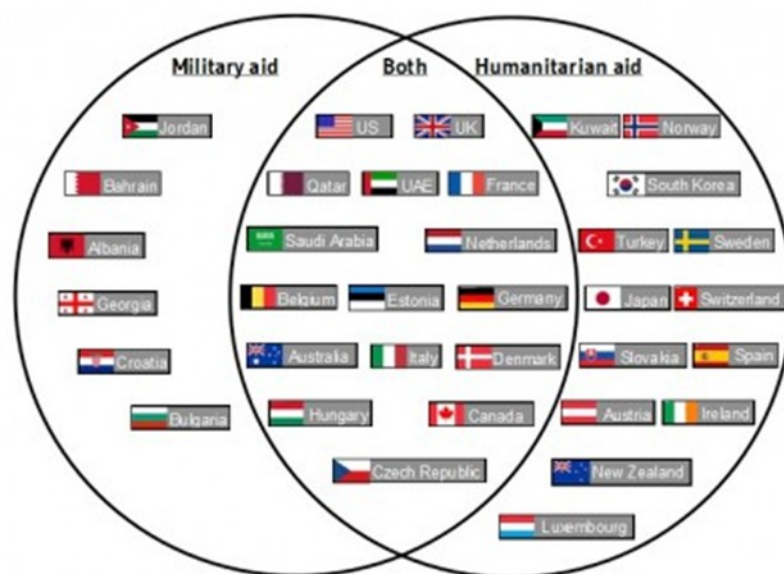 Military aid Both Humanitarian aid
Jordan US UK Kuwait Norway
Bahrain Qatar UAE France South Korea
Albania Saudi Arabia Netherlands Turkey Sweden
Georgia Belgium Estonia Germany Japan Switzerland
Croatia Australia Italy Denmark Slovakia Spain
Bulgaria Hungary Canada Austria Ireland
Czech Republic New Zealand
Luxembourg